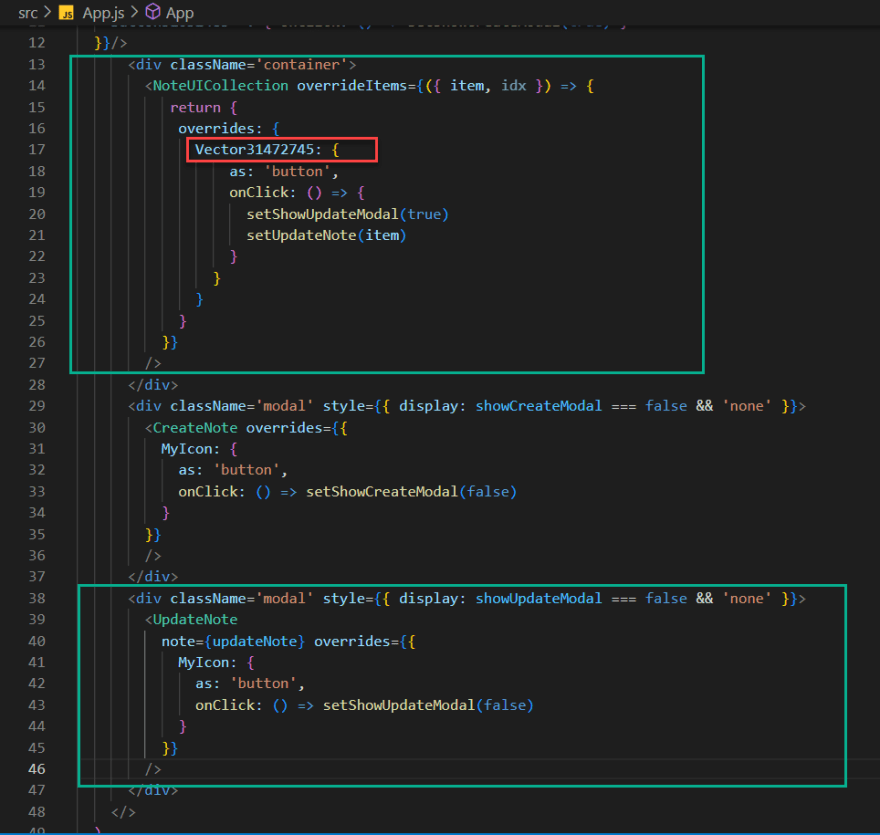 src > JS App.js > App
12 }}/>
13 <div className='container'>
14 <NoteUICollection overrideItems={({ item, idx }) => {
15 return {
16 overrides: {
17 Vector31472745: {
18 as: 'button',
19 onClick: () => {
20 setShowUpdateModal(true)
21 setUpdateNote(item)
22 }
23 }
24 }
25 }
26 }}
27 />
28 </div>
29 <div className='modal' style={{ display: showCreateModal === false && 'none' }}>
30 <CreateNote overrides={{
31 MyIcon: {
32 as: 'button',
33 onClick: () => setShowCreateModal(false)
34 }
35 }}
36 />
37 </div>
38 <div className='modal' style={{ display: showUpdateModal === false && 'none' }}>
39 <UpdateNote
40 note={updateNote} overrides={{
41 MyIcon: {
42 as: 'button',
43 onClick: () => setShowUpdateModal(false)
44 }
45 }}
46 />
47 </div>
48 </>
49 )